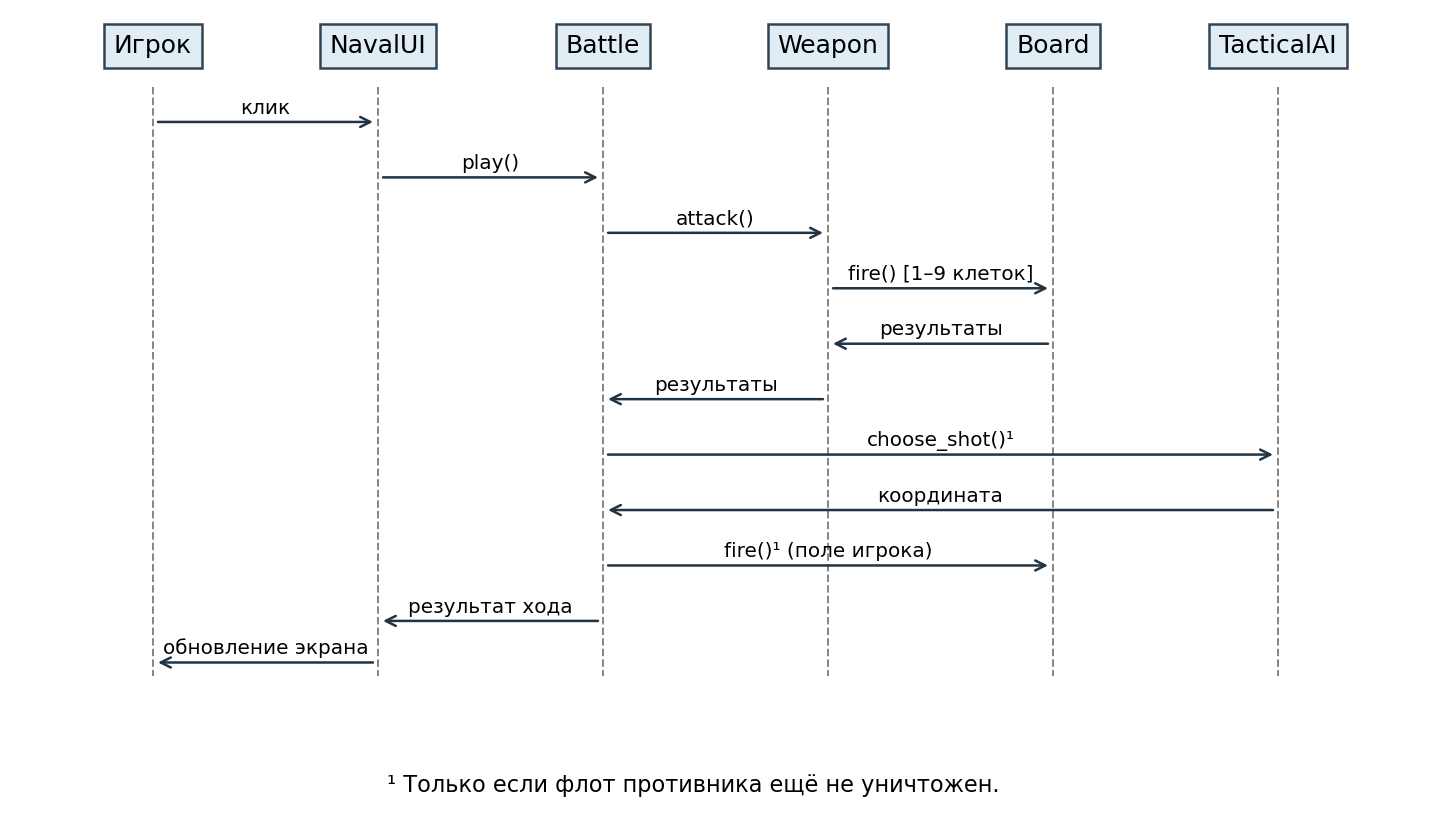 Игрок
NavalUI
Battle
Weapon
Board
TacticalAI
клик
play()
attack()
fire() [1–9 клеток]
результаты
результаты
choose_shot()¹
координата
fire()¹ (поле игрока)
результат хода
обновление экрана
¹ Только если флот противника ещё не уничтожен.